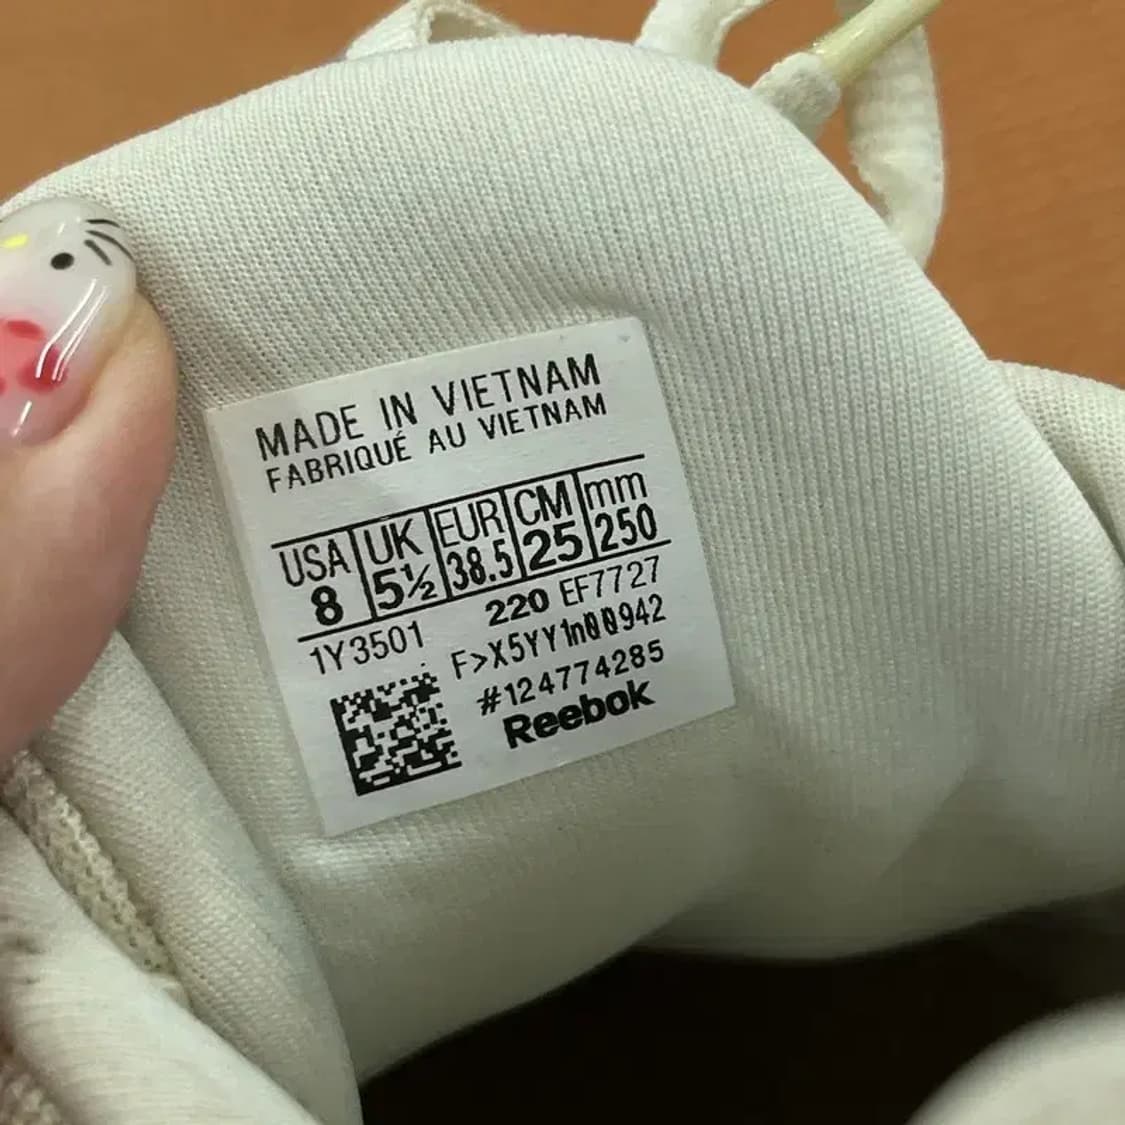 MADE IN VIETNAM
FABRIQUÉ AU VIETNAM
USA UK EUR CM mm
8 5½ 38.5 25 250
1Y3501 220 EF7727
F>X5YY1n00942
#124774285
Reebok